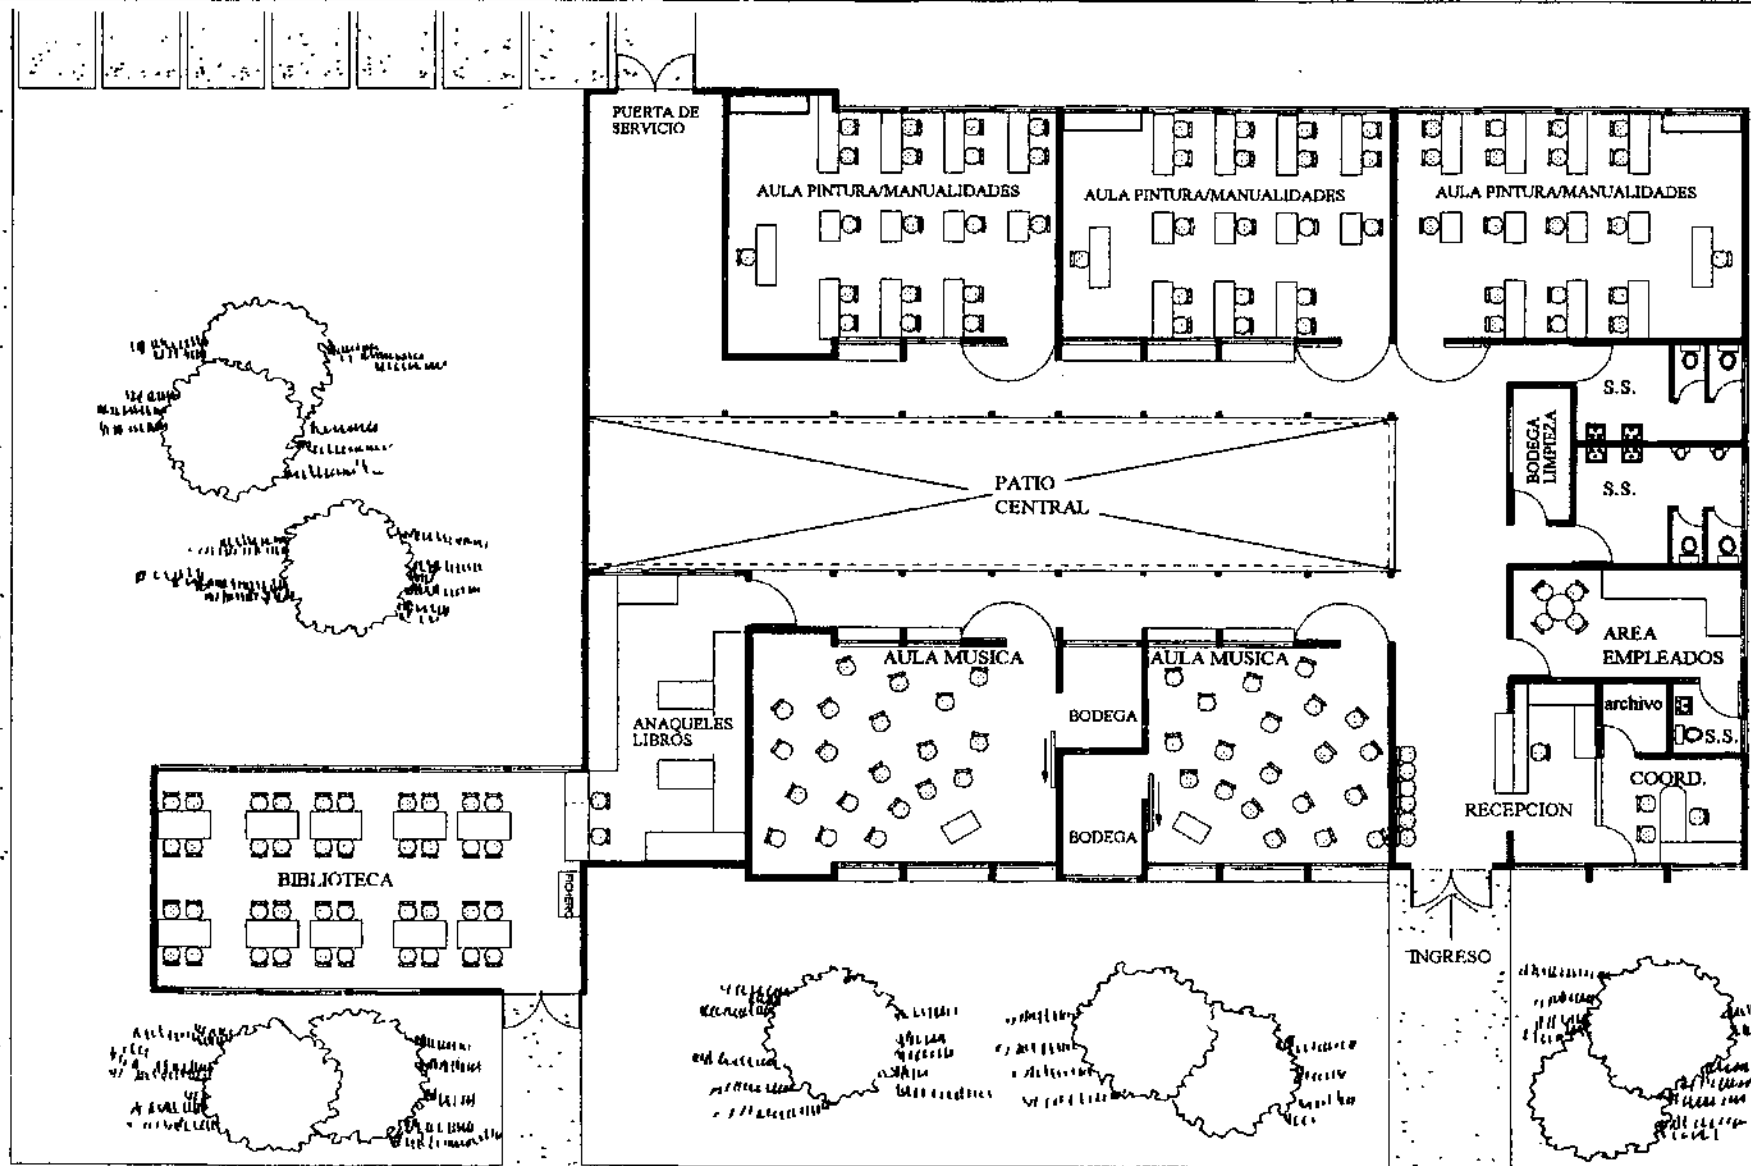 PUERTA DE
SERVICIO
AULA PINTURA/MANUALIDADES
AULA PINTURA/MANUALIDADES
AULA PINTURA/MANUALIDADES
S.S.
BODEGA
LIMPIEZA
S.S.
PATIO
CENTRAL
AREA
EMPLEADOS
AULA MUSICA
AULA MUSICA
archivo
BODEGA
ANAQUELES
LIBROS
S.S.
COORD.
RECEPCION
BODEGA
BIBLIOTECA
FICHERO
INGRESO